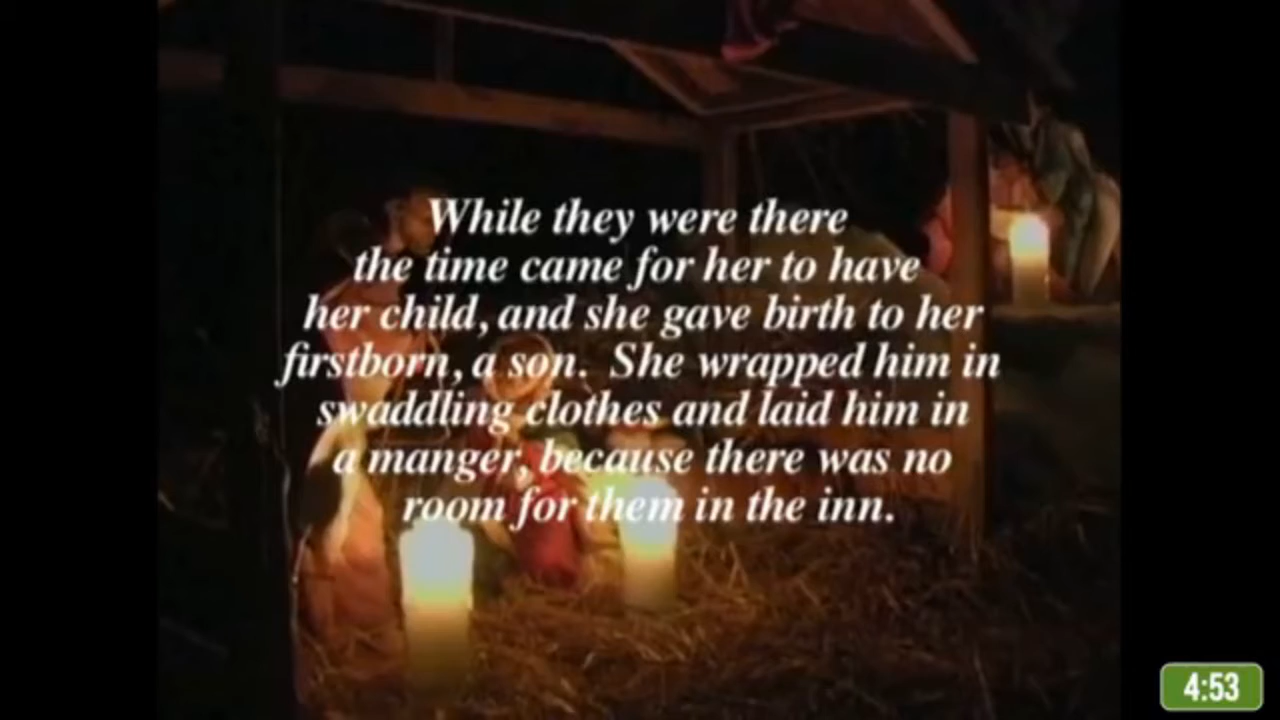 While they were there
the time came for her to have
her child, and she gave birth to her
firstborn, a son. She wrapped him in
swaddling clothes and laid him in
a manger, because there was no
room for them in the inn.
4:53